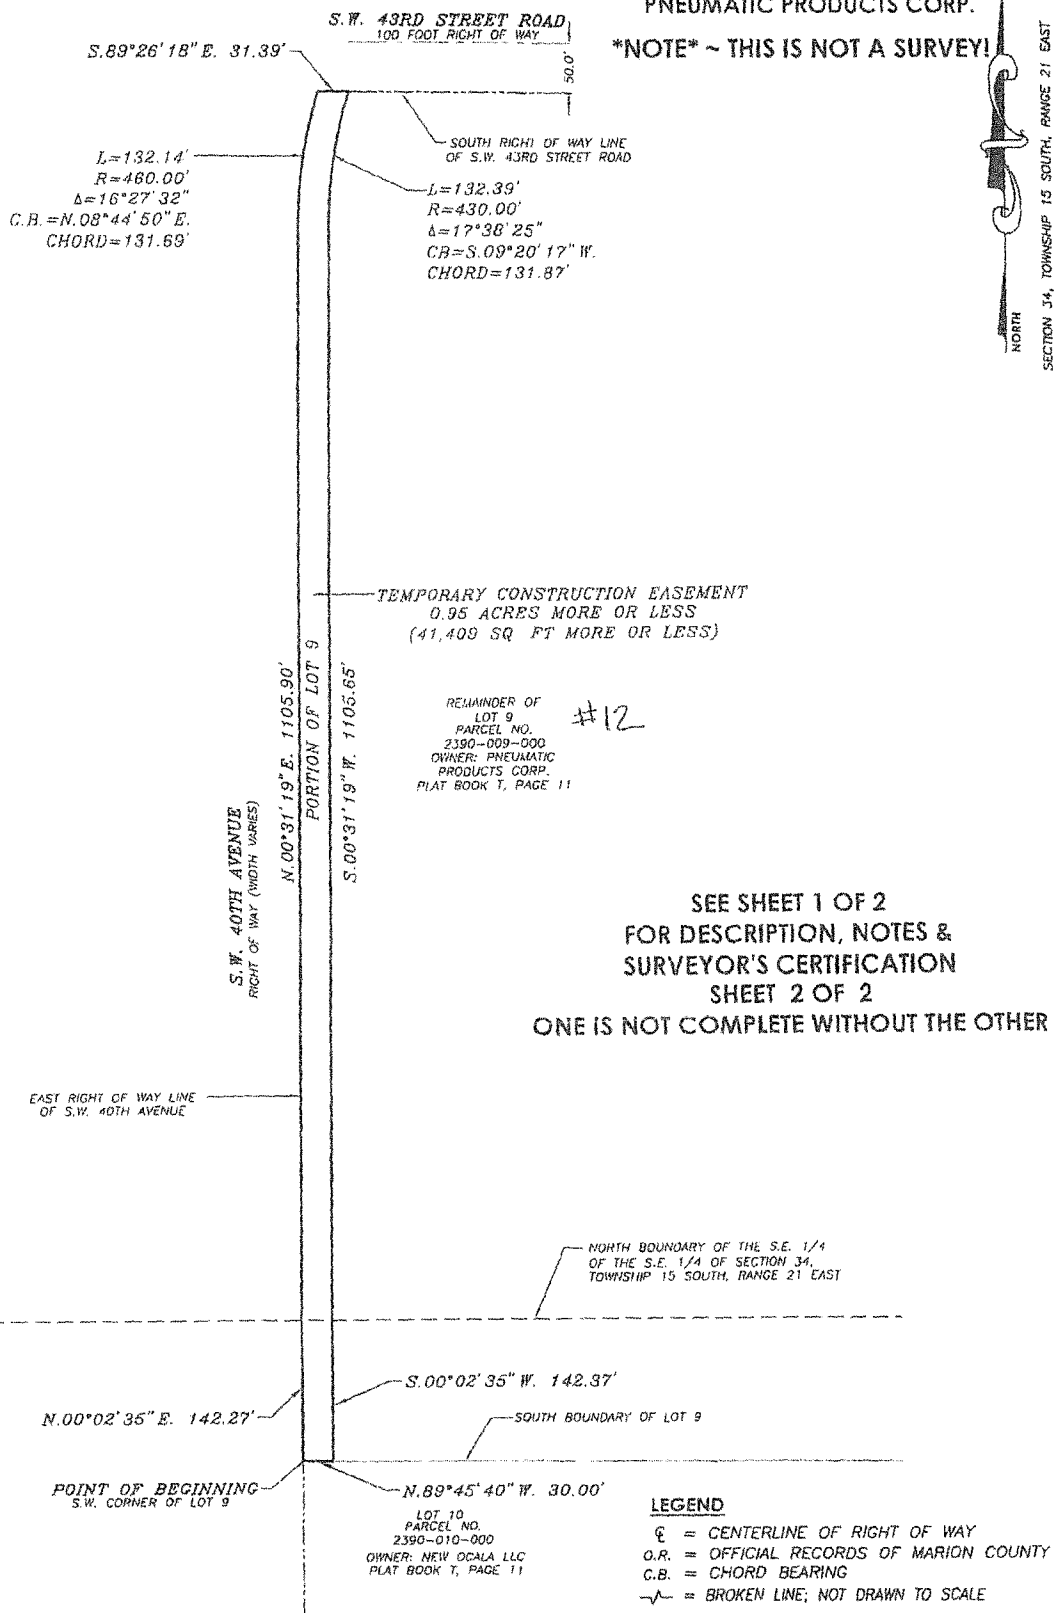 PNEUMATIC PRODUCTS CORP.
*NOTE* ~ THIS IS NOT A SURVEY!
S.W. 43RD STREET ROAD
100 FOOT RIGHT OF WAY
50.0'
S.89°26'18"E. 31.39'
SOUTH RIGHT OF WAY LINE
OF S.W. 43RD STREET ROAD
L=132.14'
R=460.00'
Δ=16°27'32"
C.B.=N.08°44'50"E.
CHORD=131.69'
L=132.39'
R=430.00'
Δ=17°38'25"
CB=S.09°20'17"W.
CHORD=131.87'
NORTH
SECTION 34, TOWNSHIP 15 SOUTH, RANGE 21 EAST
TEMPORARY CONSTRUCTION EASEMENT
0.95 ACRES MORE OR LESS
(41,409 SQ FT MORE OR LESS)
REMAINDER OF
LOT 9
PARCEL NO.
2390-009-000
OWNER: PNEUMATIC
PRODUCTS CORP.
PLAT BOOK T, PAGE 11
#12
S.W. 40TH AVENUE
RIGHT OF WAY (WIDTH VARIES)
N.00°31'19"E. 1105.90'
PORTION OF LOT 9
S.00°31'19"W. 1105.65'
SEE SHEET 1 OF 2
FOR DESCRIPTION, NOTES &
SURVEYOR'S CERTIFICATION
SHEET 2 OF 2
ONE IS NOT COMPLETE WITHOUT THE OTHER
EAST RIGHT OF WAY LINE
OF S.W. 40TH AVENUE
NORTH BOUNDARY OF THE S.E. 1/4
OF THE S.E. 1/4 OF SECTION 34,
TOWNSHIP 15 SOUTH, RANGE 21 EAST
S.00°02'35"W. 142.37'
N.00°02'35"E. 142.27'
SOUTH BOUNDARY OF LOT 9
POINT OF BEGINNING
S.W. CORNER OF LOT 9
N.89°45'40"W. 30.00'
LOT 10
PARCEL NO.
2390-010-000
OWNER: NEW OCALA LLC
PLAT BOOK T, PAGE 11
LEGEND
℄ = CENTERLINE OF RIGHT OF WAY
O.R. = OFFICIAL RECORDS OF MARION COUNTY
C.B. = CHORD BEARING
= BROKEN LINE; NOT DRAWN TO SCALE